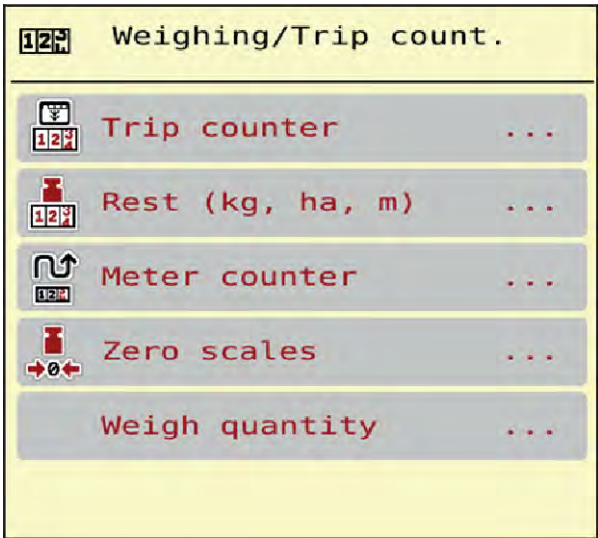 Weighing/Trip count.
Trip counter ...
Rest (kg, ha, m) ...
Meter counter ...
Zero scales ...
Weigh quantity ...